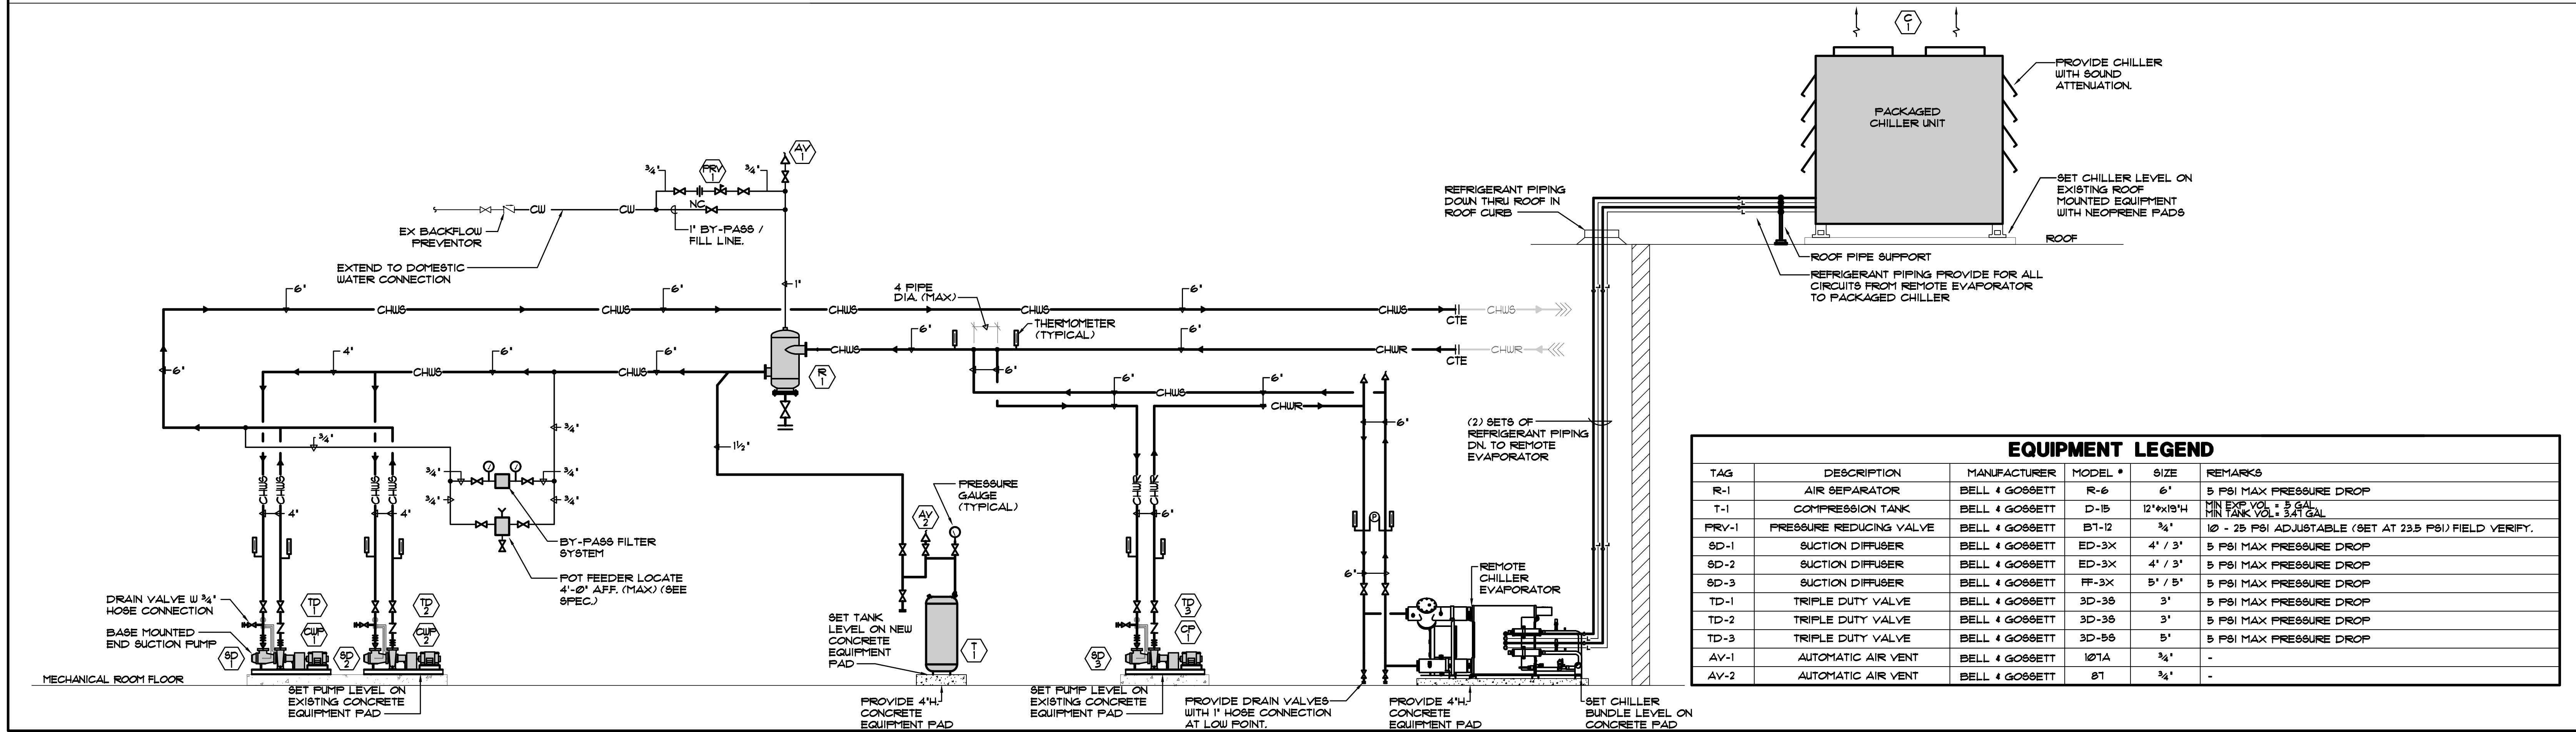 C
1
PROVIDE CHILLER
WITH SOUND
ATTENUATION.
PACKAGED
CHILLER UNIT
SET CHILLER LEVEL ON
EXISTING ROOF
MOUNTED EQUIPMENT
WITH NEOPRENE PADS
ROOF
ROOF PIPE SUPPORT
REFRIGERANT PIPING PROVIDE FOR ALL
CIRCUITS FROM REMOTE EVAPORATOR
TO PACKAGED CHILLER
REFRIGERANT PIPING
DOWN THRU ROOF IN
ROOF CURB
AV
1
3/4"
PRV
1
3/4"
NC
CW
CW
EX BACKFLOW
PREVENTOR
1" BY-PASS /
FILL LINE.
EXTEND TO DOMESTIC
WATER CONNECTION
1"
6"
6"
4 PIPE
DIA. (MAX)
6"
CHWS
CHWS
CHWS
CHWS
CHWS
CTE
CHWS
THERMOMETER
(TYPICAL)
6"
6"
CHWS
CHWR
CTE
CHWR
4"
6"
6"
6"
CHWS
CHWS
R
1
6"
6"
6"
CHWS
CHWR
3/4"
3/4"
1½"
6"
(2) SETS OF
REFRIGERANT PIPING
DN. TO REMOTE
EVAPORATOR
3/4"
3/4"
3/4"
3/4"
CHWS
CHWS
CHWS
CHWS
4"
4"
CHWR
CHWR
6"
PRESSURE
GAUGE
(TYPICAL)
AV
2
P
BY-PASS FILTER
SYSTEM
POT FEEDER LOCATE
4'-0" A.F.F. (MAX) (SEE
SPEC.)
6"
REMOTE
CHILLER
EVAPORATOR
DRAIN VALVE W 3/4"
HOSE CONNECTION
BASE MOUNTED
END SUCTION PUMP
TD
1
CWP
1
SD
1
TD
2
CWP
2
SD
2
SET TANK
LEVEL ON NEW
CONCRETE
EQUIPMENT
PAD
T
1
TD
3
CP
1
SD
3
MECHANICAL ROOM FLOOR
SET PUMP LEVEL ON
EXISTING CONCRETE
EQUIPMENT PAD
PROVIDE 4"H.
CONCRETE
EQUIPMENT PAD
SET PUMP LEVEL ON
EXISTING CONCRETE
EQUIPMENT PAD
PROVIDE DRAIN VALVES
WITH 1" HOSE CONNECTION
AT LOW POINT.
PROVIDE 4"H.
CONCRETE
EQUIPMENT PAD
SET CHILLER
BUNDLE LEVEL ON
CONCRETE PAD
EQUIPMENT LEGEND
TAG DESCRIPTION MANUFACTURER MODEL # SIZE REMARKS
R-1 AIR SEPARATOR BELL & GOSSETT R-6 6" 5 PSI MAX PRESSURE DROP
T-1 COMPRESSION TANK BELL & GOSSETT D-15 12"φx19"H MIN EXP VOL = .5 GAL
MIN TANK VOL = 3.47 GAL
PRV-1 PRESSURE REDUCING VALVE BELL & GOSSETT B7-12 3/4" 10 - 25 PSI ADJUSTABLE (SET AT 23.5 PSI) FIELD VERIFY.
SD-1 SUCTION DIFFUSER BELL & GOSSETT ED-3X 4" / 3" 5 PSI MAX PRESSURE DROP
SD-2 SUCTION DIFFUSER BELL & GOSSETT ED-3X 4" / 3" 5 PSI MAX PRESSURE DROP
SD-3 SUCTION DIFFUSER BELL & GOSSETT FF-3X 5" / 5" 5 PSI MAX PRESSURE DROP
TD-1 TRIPLE DUTY VALVE BELL & GOSSETT 3D-3S 3" 5 PSI MAX PRESSURE DROP
TD-2 TRIPLE DUTY VALVE BELL & GOSSETT 3D-3S 3" 5 PSI MAX PRESSURE DROP
TD-3 TRIPLE DUTY VALVE BELL & GOSSETT 3D-5S 5" 5 PSI MAX PRESSURE DROP
AV-1 AUTOMATIC AIR VENT BELL & GOSSETT 107A 3/4" -
AV-2 AUTOMATIC AIR VENT BELL & GOSSETT 87 3/4" -